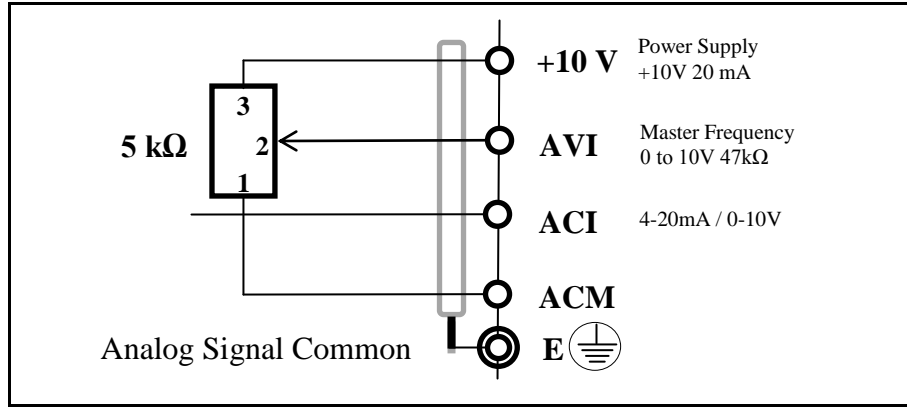 +10 V
Power Supply
+10V 20 mA
3
5 kΩ
2
AVI
Master Frequency
0 to 10V 47kΩ
1
ACI
4-20mA / 0-10V
ACM
Analog Signal Common
E